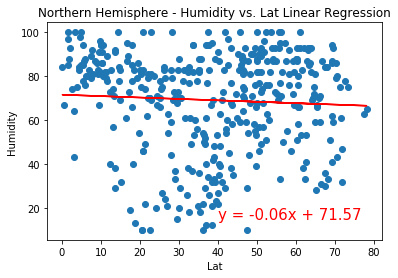 Northern Hemisphere - Humidity vs. Lat Linear Regression
100
80
60
40
20
Humidity
y = -0.06x + 71.57
0 10 20 30 40 50 60 70 80
Lat